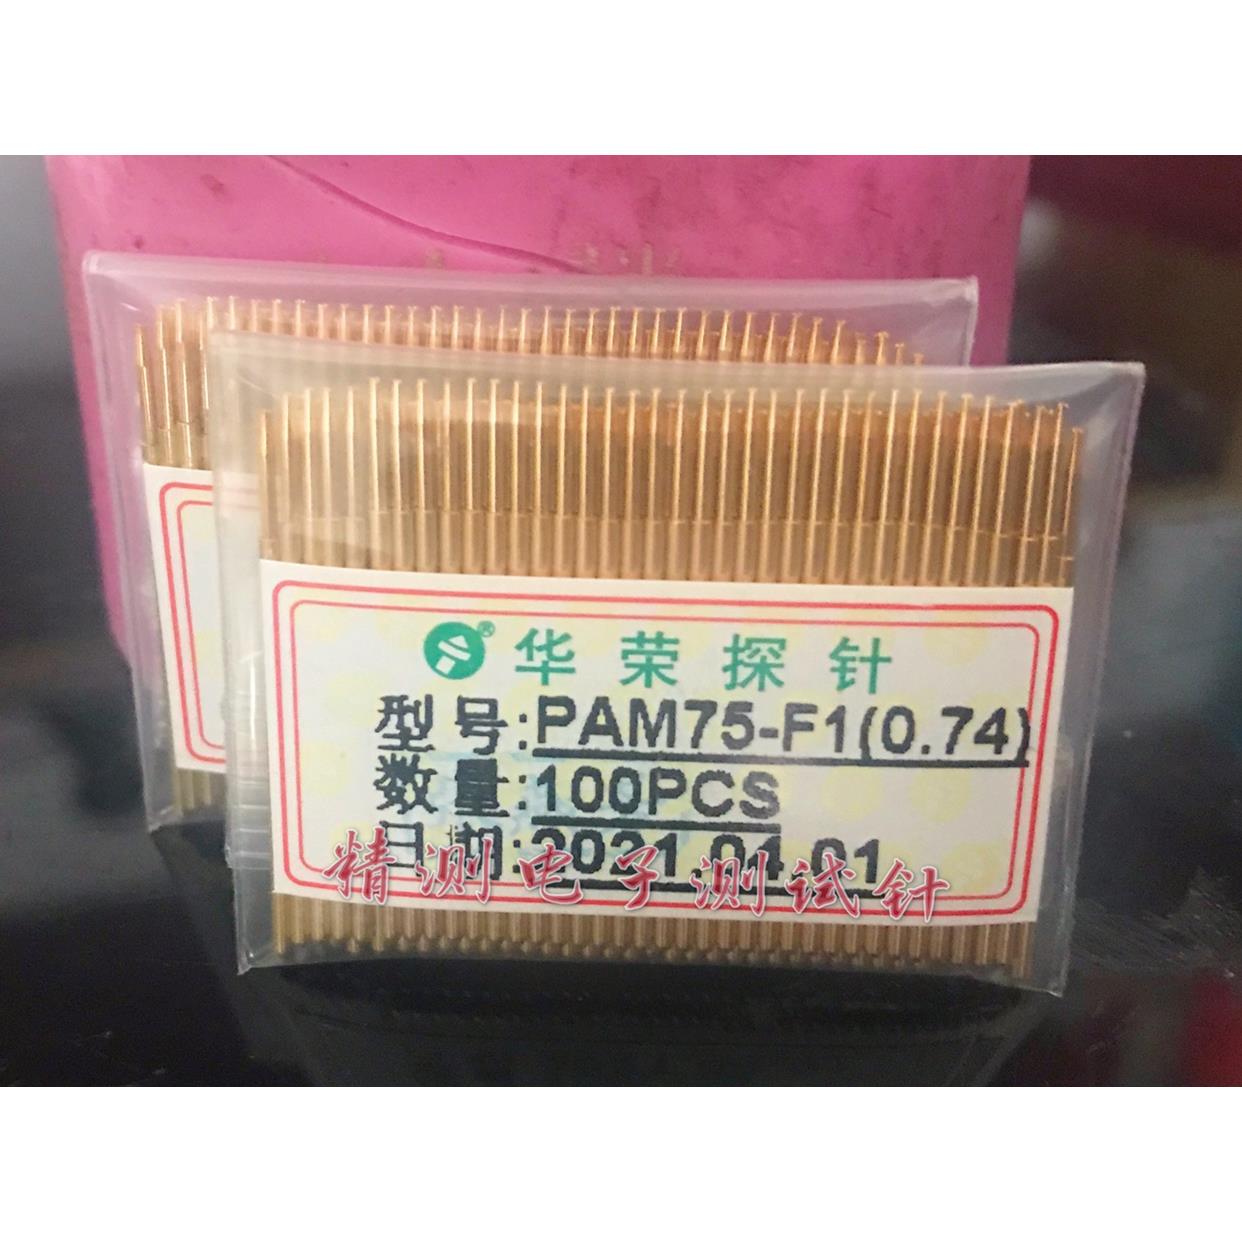 ® 华荣探针
型号:PAM75-F1(0.74)
数量:100PCS
日期:2021.04.01
精测电子测试针